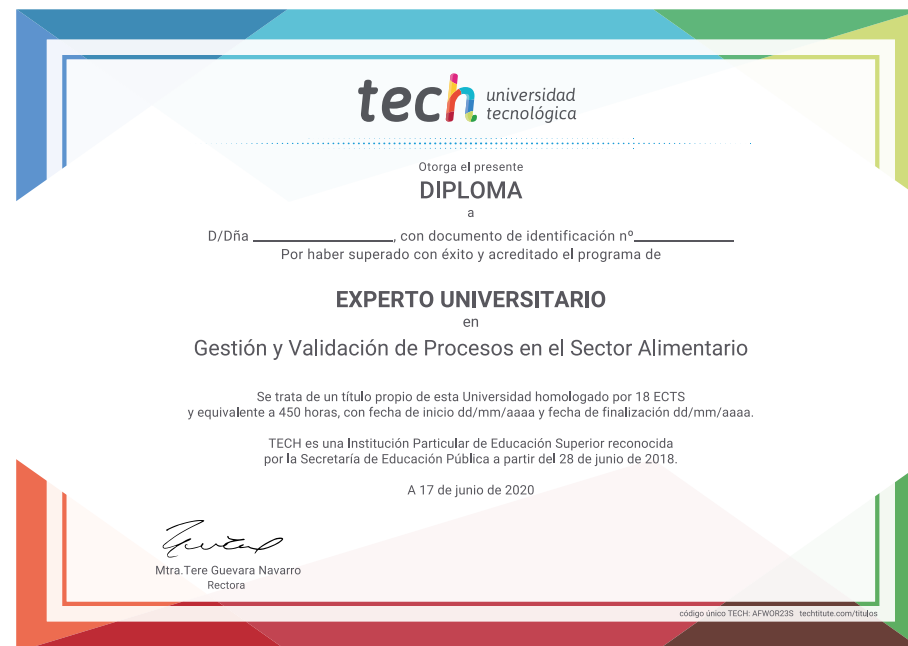 tech universidad
tecnológica
Otorga el presente
DIPLOMA
a
D/Dña ________________, con documento de identificación nº____________
Por haber superado con éxito y acreditado el programa de
EXPERTO UNIVERSITARIO
en
Gestión y Validación de Procesos en el Sector Alimentario
Se trata de un título propio de esta Universidad homologado por 18 ECTS
y equivalente a 450 horas, con fecha de inicio dd/mm/aaaa y fecha de finalización dd/mm/aaaa.
TECH es una Institución Particular de Educación Superior reconocida
por la Secretaría de Educación Pública a partir del 28 de junio de 2018.
A 17 de junio de 2020
Mtra.Tere Guevara Navarro
Rectora
código único TECH: AFWOR23S techtitute.com/titulos